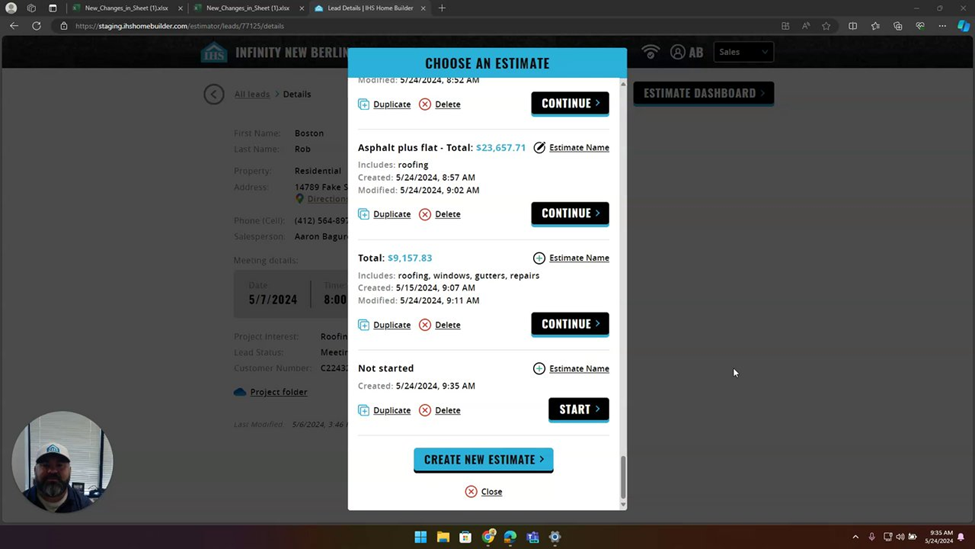 New_Changes_in_Sheet (1).xlsx
New_Changes_in_Sheet (1).xlsx
Lead Details | IHS Home Builder
https://staging.ihshomebuilder.com/estimator/leads/77125/details
IHS INFINITY NEW BERLIN
AB
Sales
CHOOSE AN ESTIMATE
All leads > Details
ESTIMATE DASHBOARD >
First Name: Boston
Last Name: Rob
Property: Residential
Address: 14789 Fake S
Directions
Phone (Cell): (412) 564-897
Salesperson:
Meeting details:
Date
5/7/2024
8:00
Project Interest: Roofin
Lead Status: Meetin
Customer Number: C22432
Project folder
Last Modified: 5/6/2024, 3:46
Modified: 5/24/2024, 8:52 AM
Duplicate Delete CONTINUE >
Asphalt plus flat - Total: $23,657.71 Estimate Name
Includes: roofing
Created: 5/24/2024, 8:57 AM
Modified: 5/24/2024, 9:02 AM
Duplicate Delete CONTINUE >
Total: $9,157.83 Estimate Name
Includes: roofing, windows, gutters, repairs
Created: 5/15/2024, 9:07 AM
Modified: 5/24/2024, 9:11 AM
Duplicate Delete CONTINUE >
Not started Estimate Name
Created: 5/24/2024, 9:35 AM
Duplicate Delete START >
CREATE NEW ESTIMATE >
Close
9:35 AM
5/24/2024